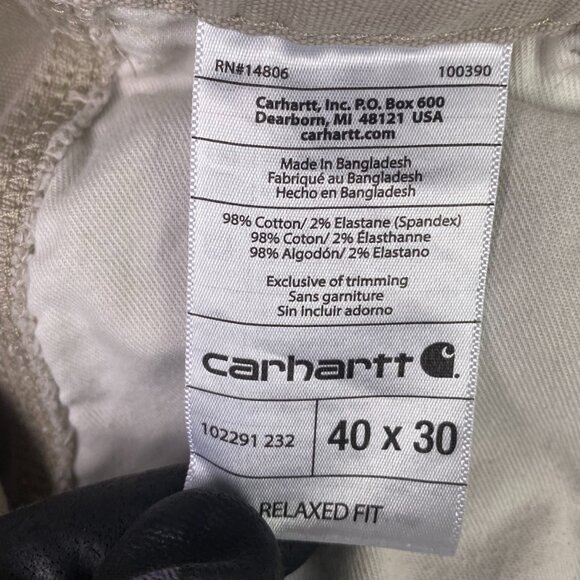 RN#14806 100390
Carhartt, Inc. P.O. Box 600
Dearborn, MI 48121 USA
carhartt.com
Made in Bangladesh
Fabriqué au Bangladesh
Hecho en Bangladesh
98% Cotton/ 2% Elastane (Spandex)
98% Coton/ 2% Élasthanne
98% Algodón/ 2% Elastano
Exclusive of trimming
Sans garniture
Sin incluir adorno
carhartt
102291 232 40 x 30
RELAXED FIT